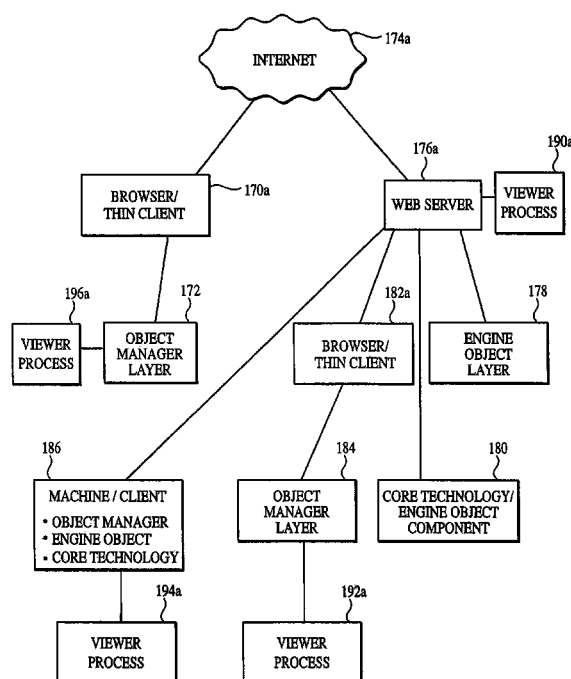 174a
INTERNET
190a
176a
BROWSER/
THIN CLIENT
170a
WEB SERVER
VIEWER
PROCESS
196a
172
182a
178
VIEWER
PROCESS
OBJECT
MANAGER
LAYER
BROWSER/
THIN CLIENT
ENGINE
OBJECT
LAYER
186
184
180
MACHINE / CLIENT
• OBJECT MANAGER
• ENGINE OBJECT
• CORE TECHNOLOGY
OBJECT
MANAGER
LAYER
CORE TECHNOLOGY/
ENGINE OBJECT
COMPONENT
194a
192a
VIEWER
PROCESS
VIEWER
PROCESS